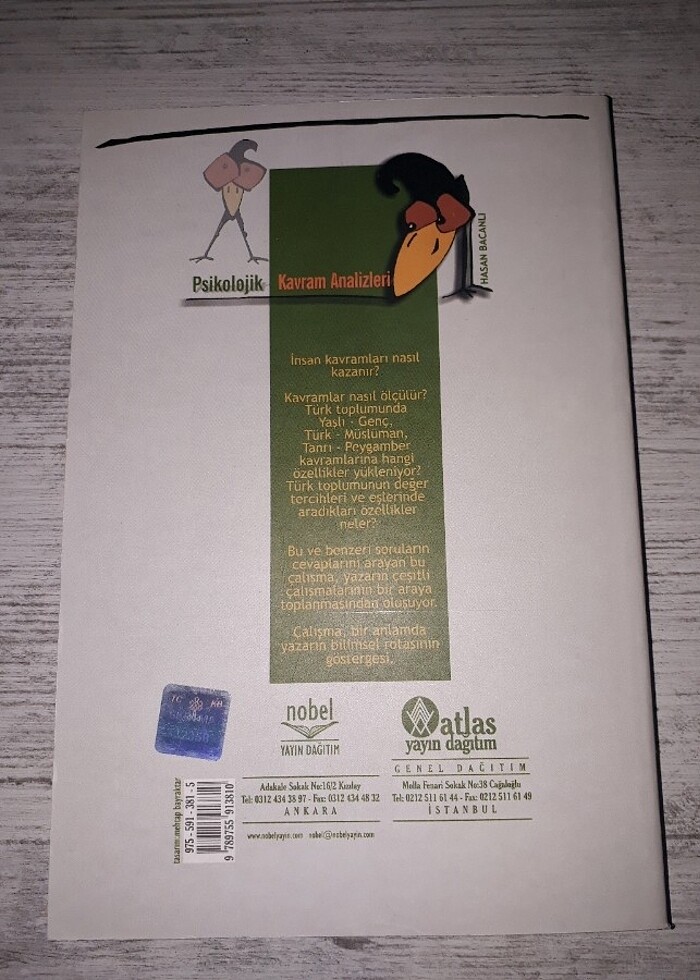 Psikolojik Kavram Analizleri
HASAN BACANLI
İnsan kavramları nasıl
kazanır?
Kavramlar nasıl ölçülür?
Türk toplumunda
Yaşlı - Genç,
Türk - Müslüman,
Tanrı - Peygamber
kavramlarına hangi
özellikler yükleniyor?
Türk toplumunun değer
tercihleri ve eşlerinde
aradıkları özellikler
neler?
Bu ve benzeri soruların
cevaplarını arayan bu
çalışma, yazarın çeşitli
çalışmalarının bir araya
toplanmasından oluşuyor.
Çalışma, bir anlamda
yazarın bilimsel rotasının
göstergesi.
TC KB
nobel
YAYIN DAĞITIM
Adakale Sokak No:16/2 Kızılay
Tel: 0312 434 38 97 - Fax: 0312 434 48 32
ANKARA
www.nobelyayin.com nobel@nobelyayin.com
atlas
yayın dağıtım
GENEL DAĞITIM
Molla Fenari Sokak No:38 Cağaloğlu
Tel: 0212 511 61 44 - Fax: 0212 511 61 49
İSTANBUL
tasarım:mehtap bayraktar
975 - 591 - 381 - 5
9 789755 913810